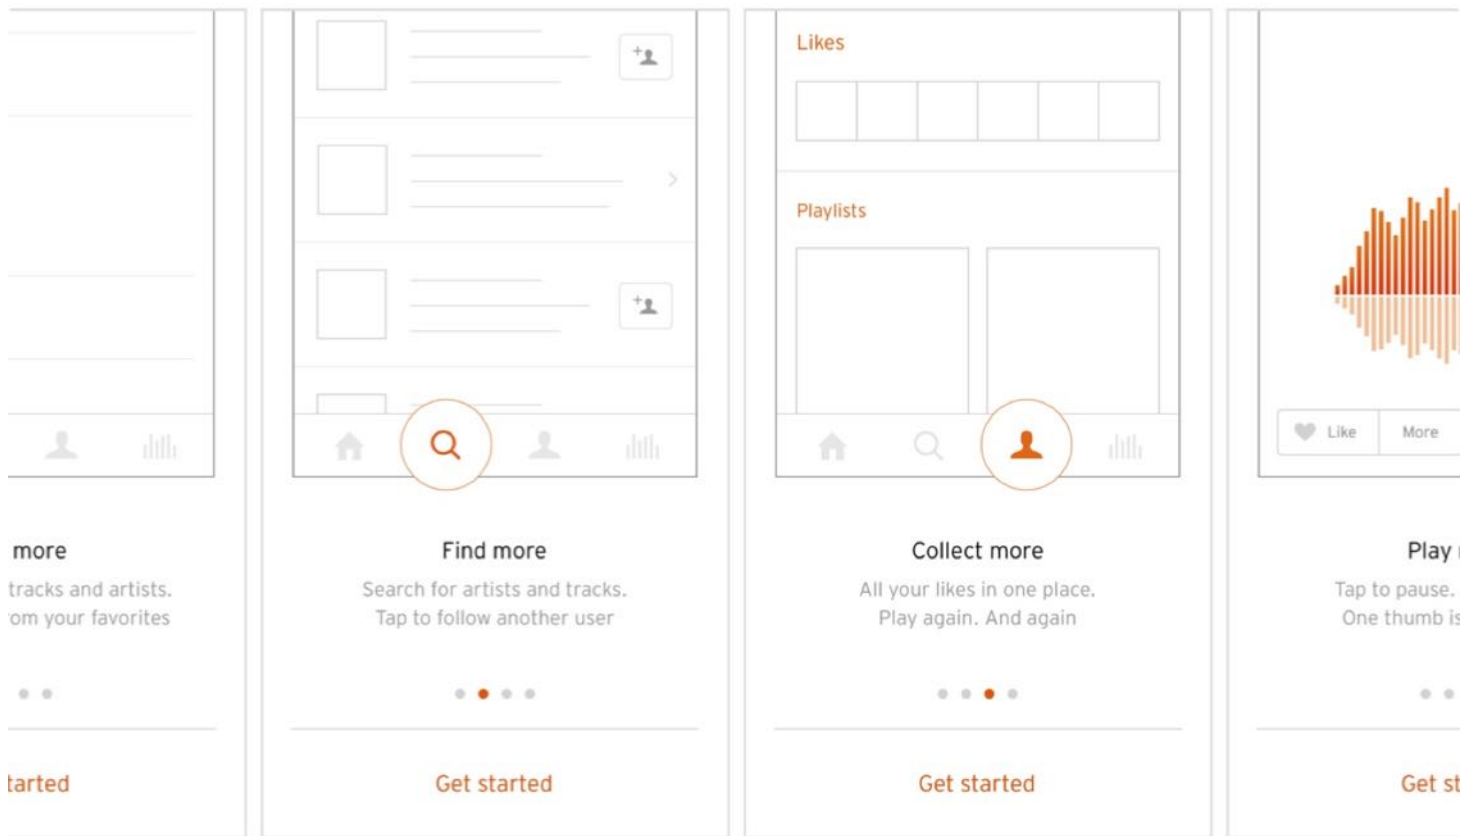 more
tracks and artists.
om your favorites
tarted
Find more
Search for artists and tracks.
Tap to follow another user
Get started
Likes
Playlists
Collect more
All your likes in one place.
Play again. And again
Get started
Like
More
Play
Tap to pause.
One thumb is
Get st